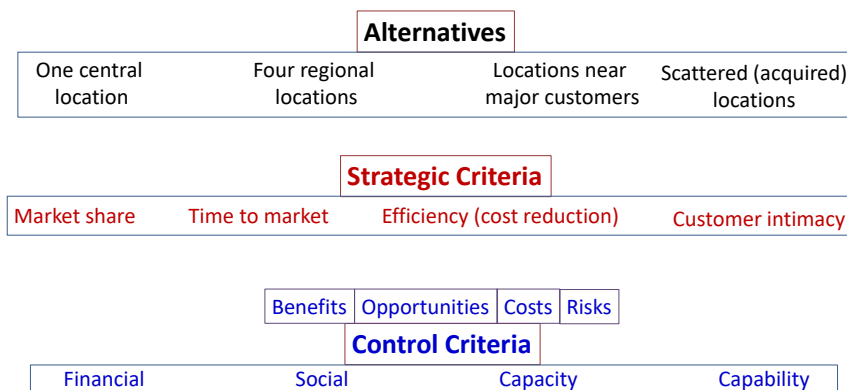 Alternatives
One central location
Four regional locations
Locations near major customers
Scattered (acquired) locations
Strategic Criteria
Market share
Time to market
Efficiency (cost reduction)
Customer intimacy
Benefits
Opportunities
Costs
Risks
Control Criteria
Financial
Social
Capacity
Capability